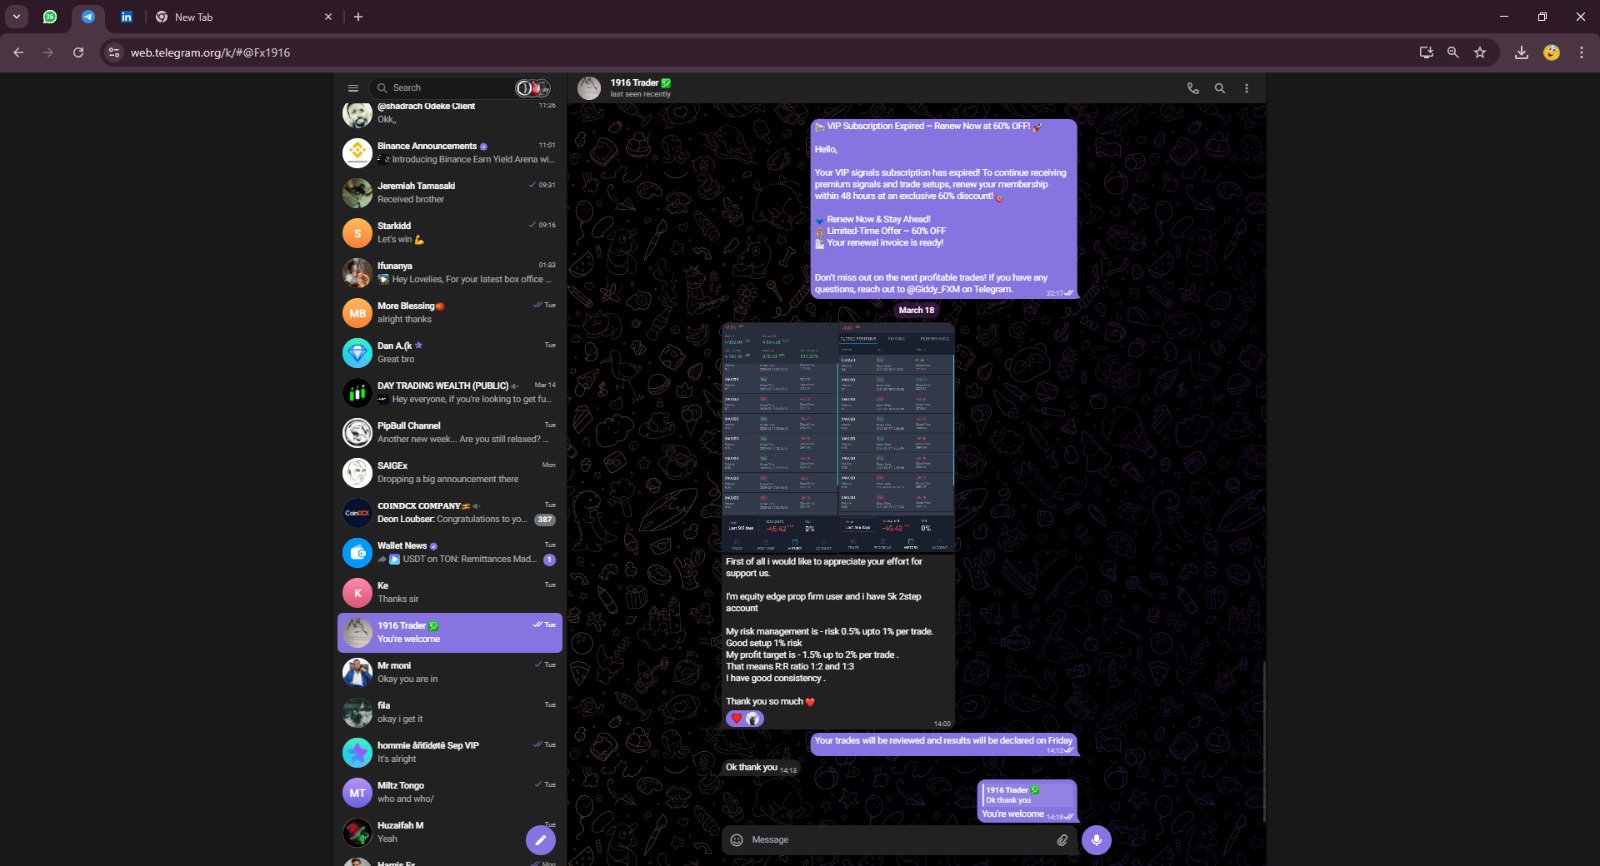 36
in
New Tab
web.telegram.org/k/#@Fx1916
Search
@shadrach Odeke Client
11:26
Okk,,
Binance Announcements
11:01
Introducing Binance Earn Yield Arena wi...
Jeremiah Tamasaki
09:21
Received brother
S
Starkidd
09:16
Let's win 💪
Ifunanya
01:33
Hey Lovelies, For your latest box office ...
MB
More Blessing
Tue
alright thanks
Dan A.(k
Tue
Great bro
DAY TRADING WEALTH (PUBLIC)
Mar 14
Hey everyone, if you're looking to get fu...
PipBull Channel
Tue
Another new week... Are you still relaxed? ...
SAIGEx
Mon
Dropping a big announcement there
COINDCX COMPANY
Tue
Deon Loubser: Congratulations to yo...
387
Wallet News
Tue
USDT on TON: Remittances Mad...
1
K
Ke
Tue
Thanks sir
1916 Trader 💹
Tue
You're welcome
Mr moni
Tue
Okay you are in
fila
Tue
okay i get it
hommie åñtîdøtè Sep VIP
Tue
It's alright
MT
Miltz Tongo
Tue
who and who/
Huzaifah M
Tue
Yeah
Harris Fx
Mon
1916 Trader 💹
last seen recently
VIP Subscription Expired – Renew Now at 60% OFF! 🚀
Hello,
Your VIP signals subscription has expired! To continue receiving
premium signals and trade setups, renew your membership
within 48 hours at an exclusive 60% discount! 🎯
Renew Now & Stay Ahead!
Limited-Time Offer – 60% OFF
Your renewal invoice is ready!
Don't miss out on the next profitable trades! If you have any
questions, reach out to @Giddy_FXM on Telegram.
22:17
March 18
CLOSED POSITIONS
-45.42
0%
-45.42
0%
First of all i would like to appreciate your effort for
support us.
I'm equity edge prop firm user and i have 5k 2step
account
My risk management is - risk 0.5% upto 1% per trade.
Good setup 1% risk
My profit target is - 1.5% up to 2% per trade .
That means R:R ratio 1:2 and 1:3
I have good consistency .
Thank you so much ❤️
14:00
Your trades will be reviewed and results will be declared on Friday
14:12
Ok thank you
14:13
1916 Trader 💹
Ok thank you
You're welcome
14:18
Message